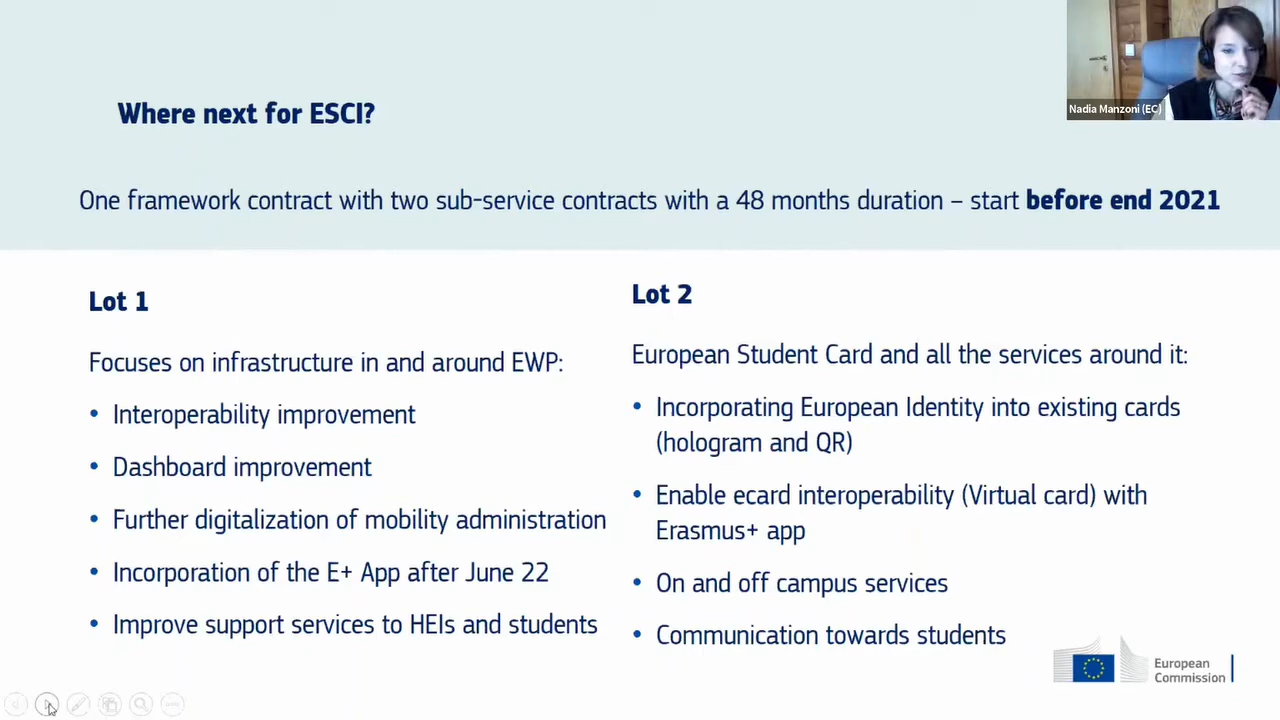 Nadia Manzoni (EC)
Where next for ESCI?
One framework contract with two sub-service contracts with a 48 months duration – start before end 2021
Lot 1
Focuses on infrastructure in and around EWP:
• Interoperability improvement
• Dashboard improvement
• Further digitalization of mobility administration
• Incorporation of the E+ App after June 22
• Improve support services to HEIs and students
Lot 2
European Student Card and all the services around it:
• Incorporating European Identity into existing cards
(hologram and QR)
• Enable ecard interoperability (Virtual card) with
Erasmus+ app
• On and off campus services
• Communication towards students
European
Commission